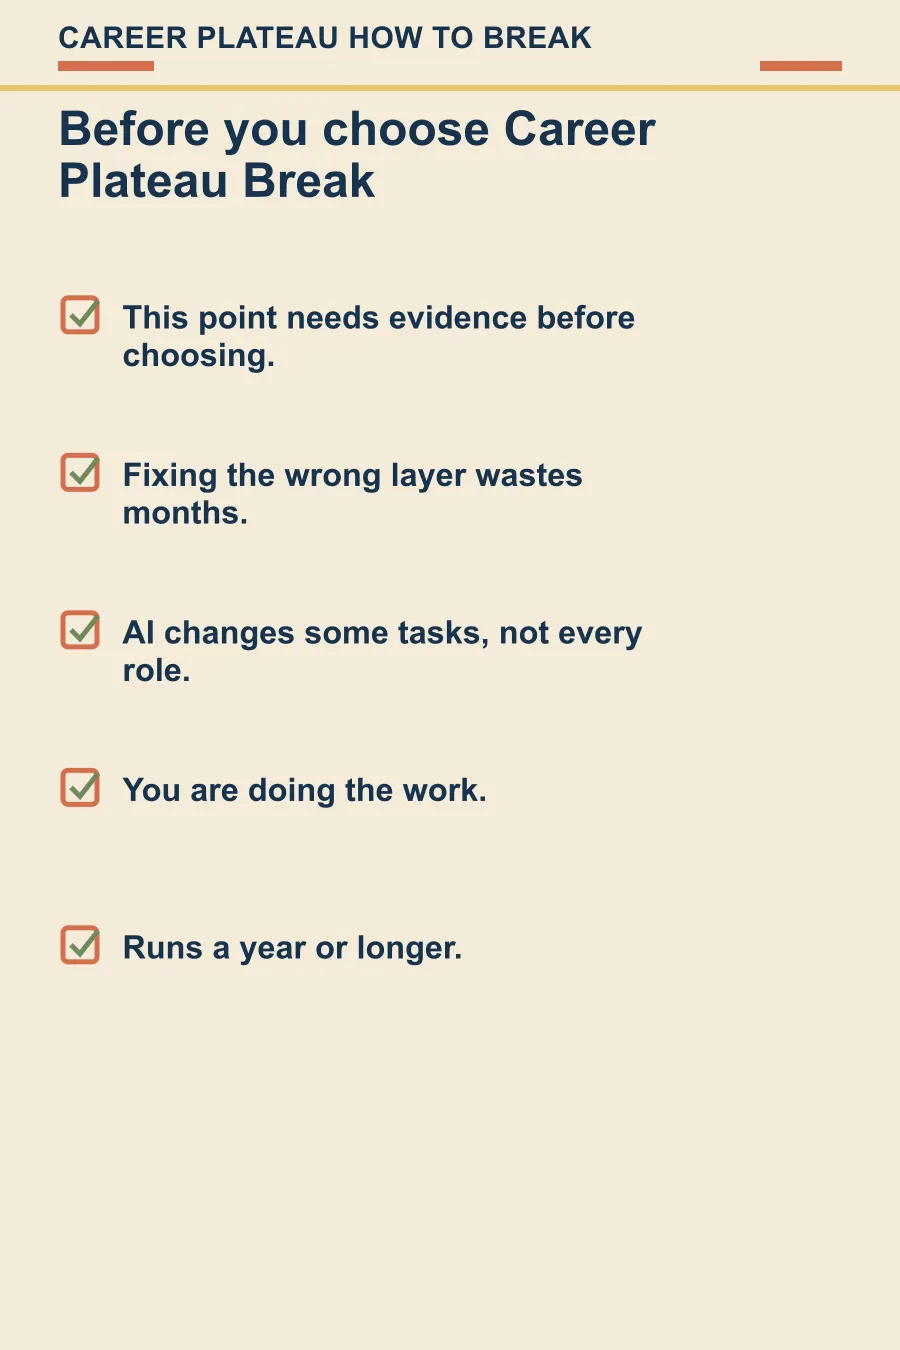 CAREER PLATEAU HOW TO BREAK
Before you choose Career
Plateau Break
This point needs evidence before
choosing.
Fixing the wrong layer wastes
months.
AI changes some tasks, not every
role.
You are doing the work.
Runs a year or longer.